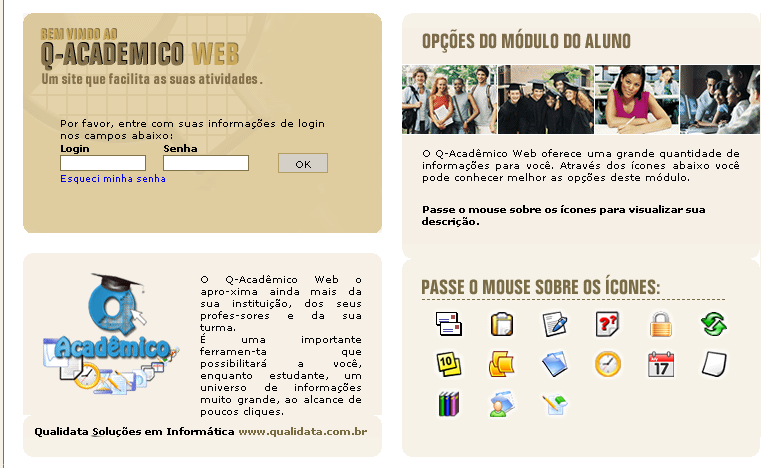 BEM VINDO AO
Q-ACADEMICO WEB
Um site que facilita as suas atividades.
Por favor, entre com suas informações de login
nos campos abaixo:
Login Senha
OK
Esqueci minha senha
OPÇÕES DO MÓDULO DO ALUNO
O Q-Acadêmico Web oferece uma grande quantidade de
informações para você. Através dos ícones abaixo você
pode conhecer melhor as opções deste módulo.
Passe o mouse sobre os ícones para visualizar sua
descrição.
Q
Acadêmico
O Q-Acadêmico Web o
apro-xima ainda mais da
sua instituição, dos seus
profes-sores e da sua
turma.
É uma importante
ferramen-ta que
possibilitará a você,
enquanto estudante, um
universo de informações
muito grande, ao alcance de
poucos cliques.
Qualidata Soluções em Informática www.qualidata.com.br
PASSE O MOUSE SOBRE OS ÍCONES:
??
10
17